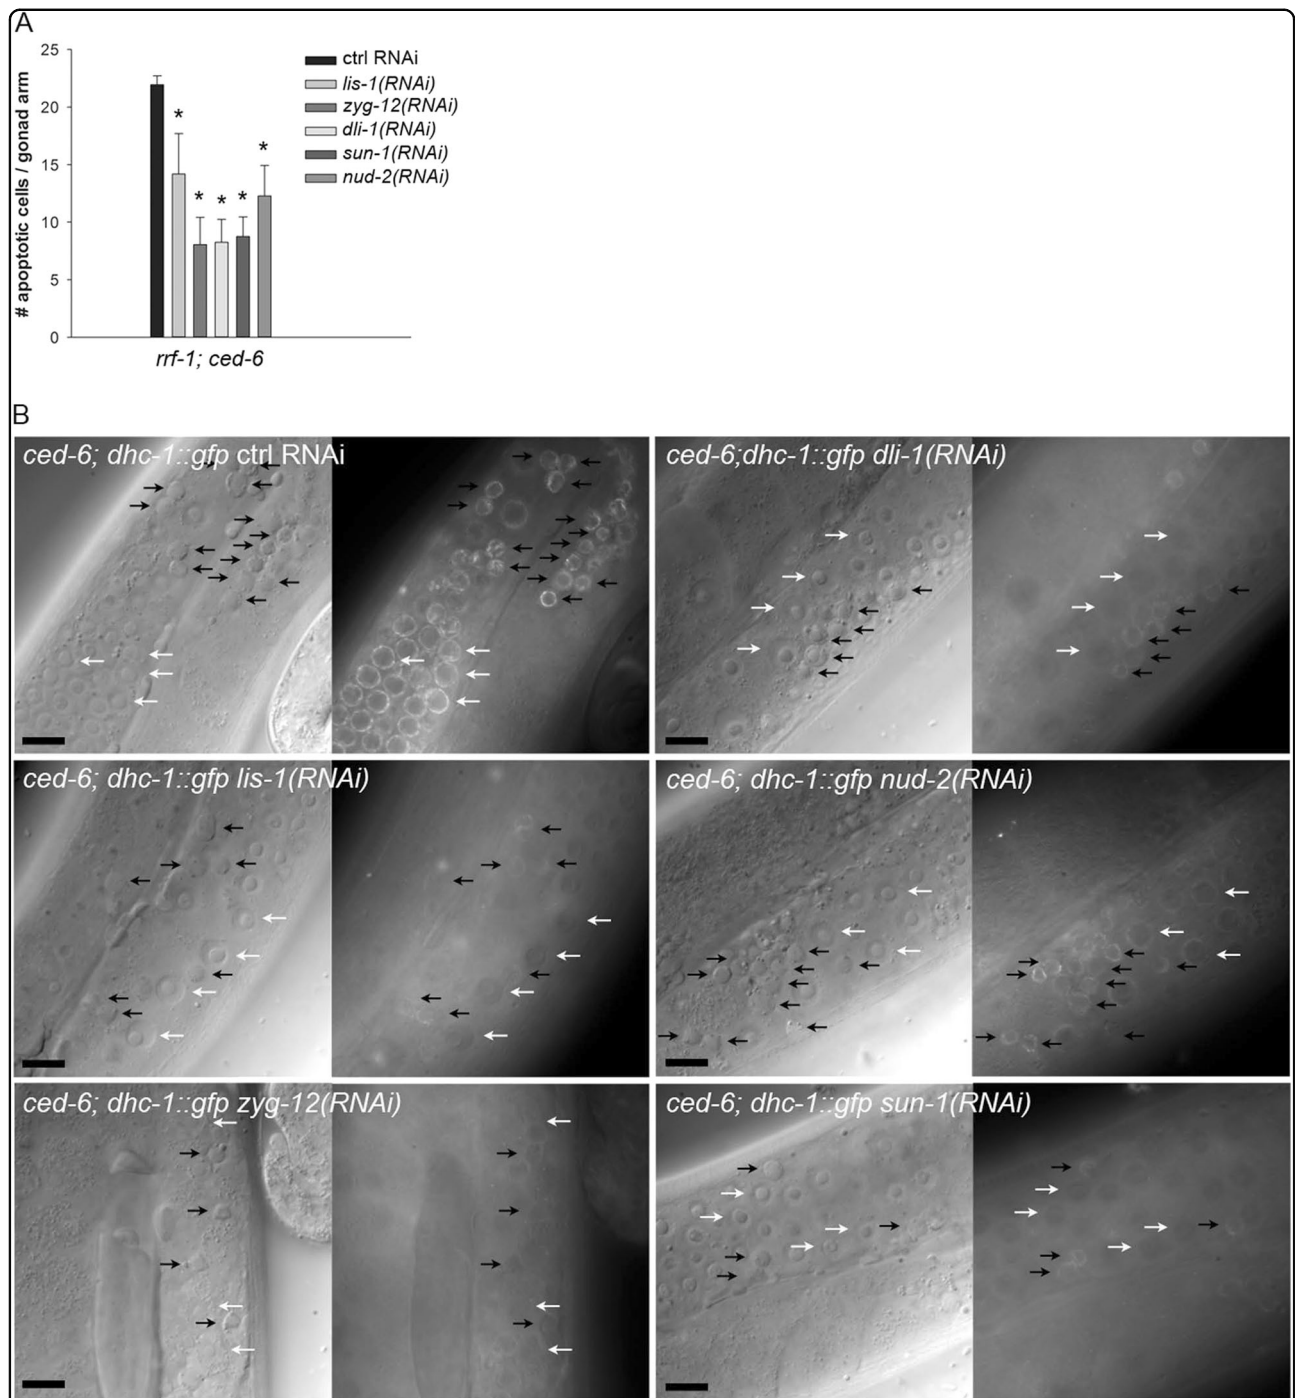 A
25
20
15
10
5
0
# apoptotic cells / gonad arm
* * * * *
rrf-1; ced-6
ctrl RNAi
lis-1(RNAi)
zyg-12(RNAi)
dli-1(RNAi)
sun-1(RNAi)
nud-2(RNAi)
B
ced-6; dhc-1::gfp ctrl RNAi
ced-6;dhc-1::gfp dli-1(RNAi)
ced-6; dhc-1::gfp lis-1(RNAi)
ced-6; dhc-1::gfp nud-2(RNAi)
ced-6; dhc-1::gfp zyg-12(RNAi)
ced-6; dhc-1::gfp sun-1(RNAi)